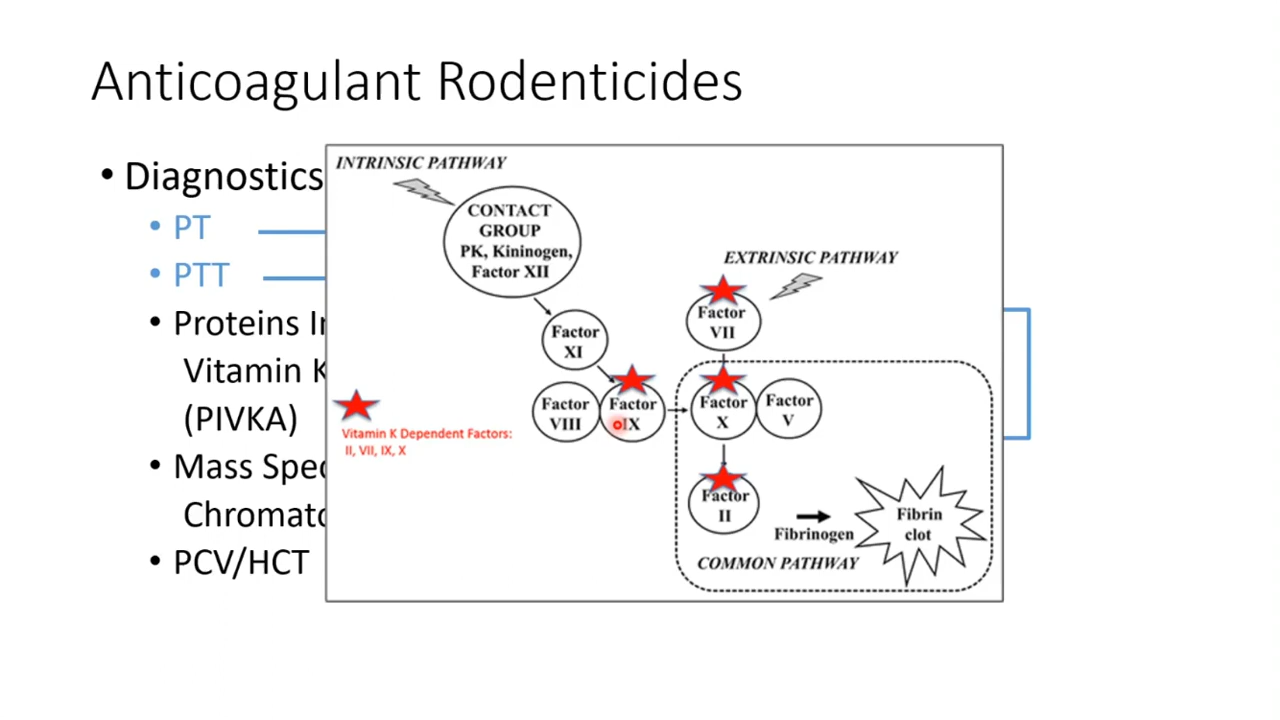 Anticoagulant Rodenticides
• Diagnostics
• PT
• PTT
• Proteins
Vitamin K
(PIVKA)
• Mass
• PCV/HCT
INTRINSIC PATHWAY
CONTACT
GROUP
PK, Kininogen,
Factor XII
EXTRINSIC PATHWAY
Factor
VII
Factor
XI
Factor
VIII
Factor
IX
Factor
X
Factor
V
Vitamin K Dependent Factors:
II, VII, IX, X
Factor
II
Fibrinogen
Fibrin
clot
COMMON PATHWAY